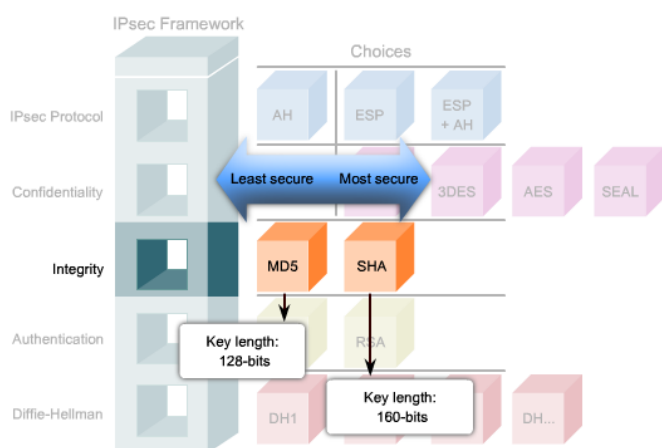 IPsec Framework
Choices
IPsec Protocol
AH
ESP
ESP
+ AH
Least secure
Most secure
Confidentiality
3DES
AES
SEAL
Integrity
MD5
SHA
Authentication
RSA
Key length:
128-bits
Key length:
160-bits
Diffie-Hellman
DH1
DH...